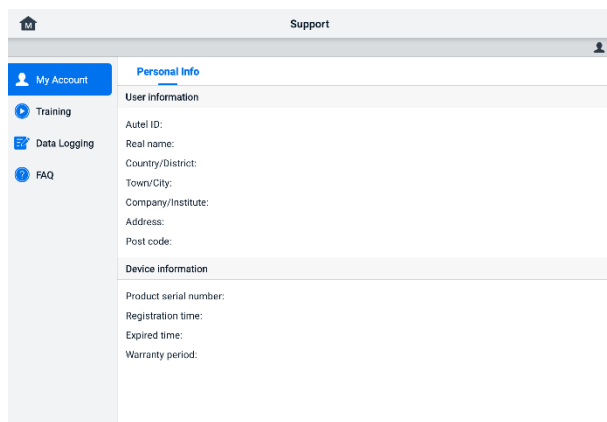 M
Support
My Account
Training
Data Logging
FAQ
Personal Info
User information
Autel ID:
Real name:
Country/District:
Town/City:
Company/Institute:
Address:
Post code:
Device information
Product serial number:
Registration time:
Expired time:
Warranty period: